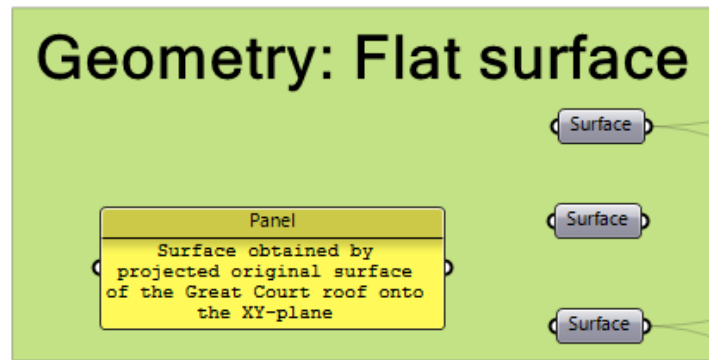 Geometry: Flat surface
Surface
Surface
Panel
Surface obtained by
projected original surface
of the Great Court roof onto
the XY-plane
Surface